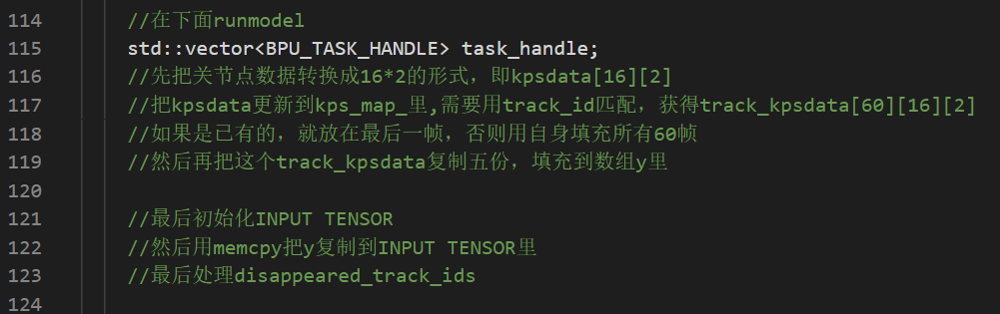 114 //在下面runmodel
115 std::vector<BPU_TASK_HANDLE> task_handle;
116 //先把关节点数据转换成16*2的形式，即kpsdata[16][2]
117 //把kpsdata更新到kps_map_里,需要用track_id匹配，获得track_kpsdata[60][16][2]
118 //如果是已有的，就放在最后一帧，否则用自身填充所有60帧
119 //然后再把这个track_kpsdata复制五份，填充到数组y里
120
121 //最后初始化INPUT TENSOR
122 //然后用memcpy把y复制到INPUT TENSOR里
123 //最后处理disappeared_track_ids
124